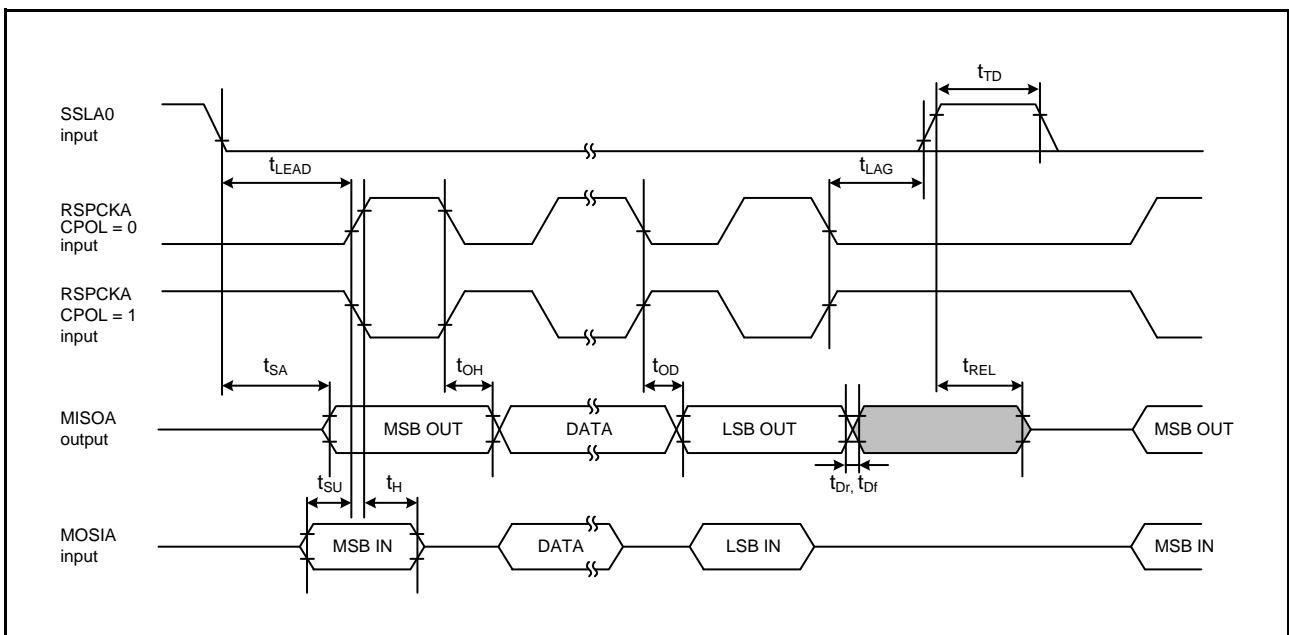 tTD
SSLA0
input
tLEAD
tLAG
RSPCKA
CPOL = 0
input
RSPCKA
CPOL = 1
input
tSA
tOH
tOD
tREL
MISOA
output
MSB OUT
DATA
LSB OUT
MSB OUT
tSU
tH
tDr, tDf
MOSIA
input
MSB IN
DATA
LSB IN
MSB IN